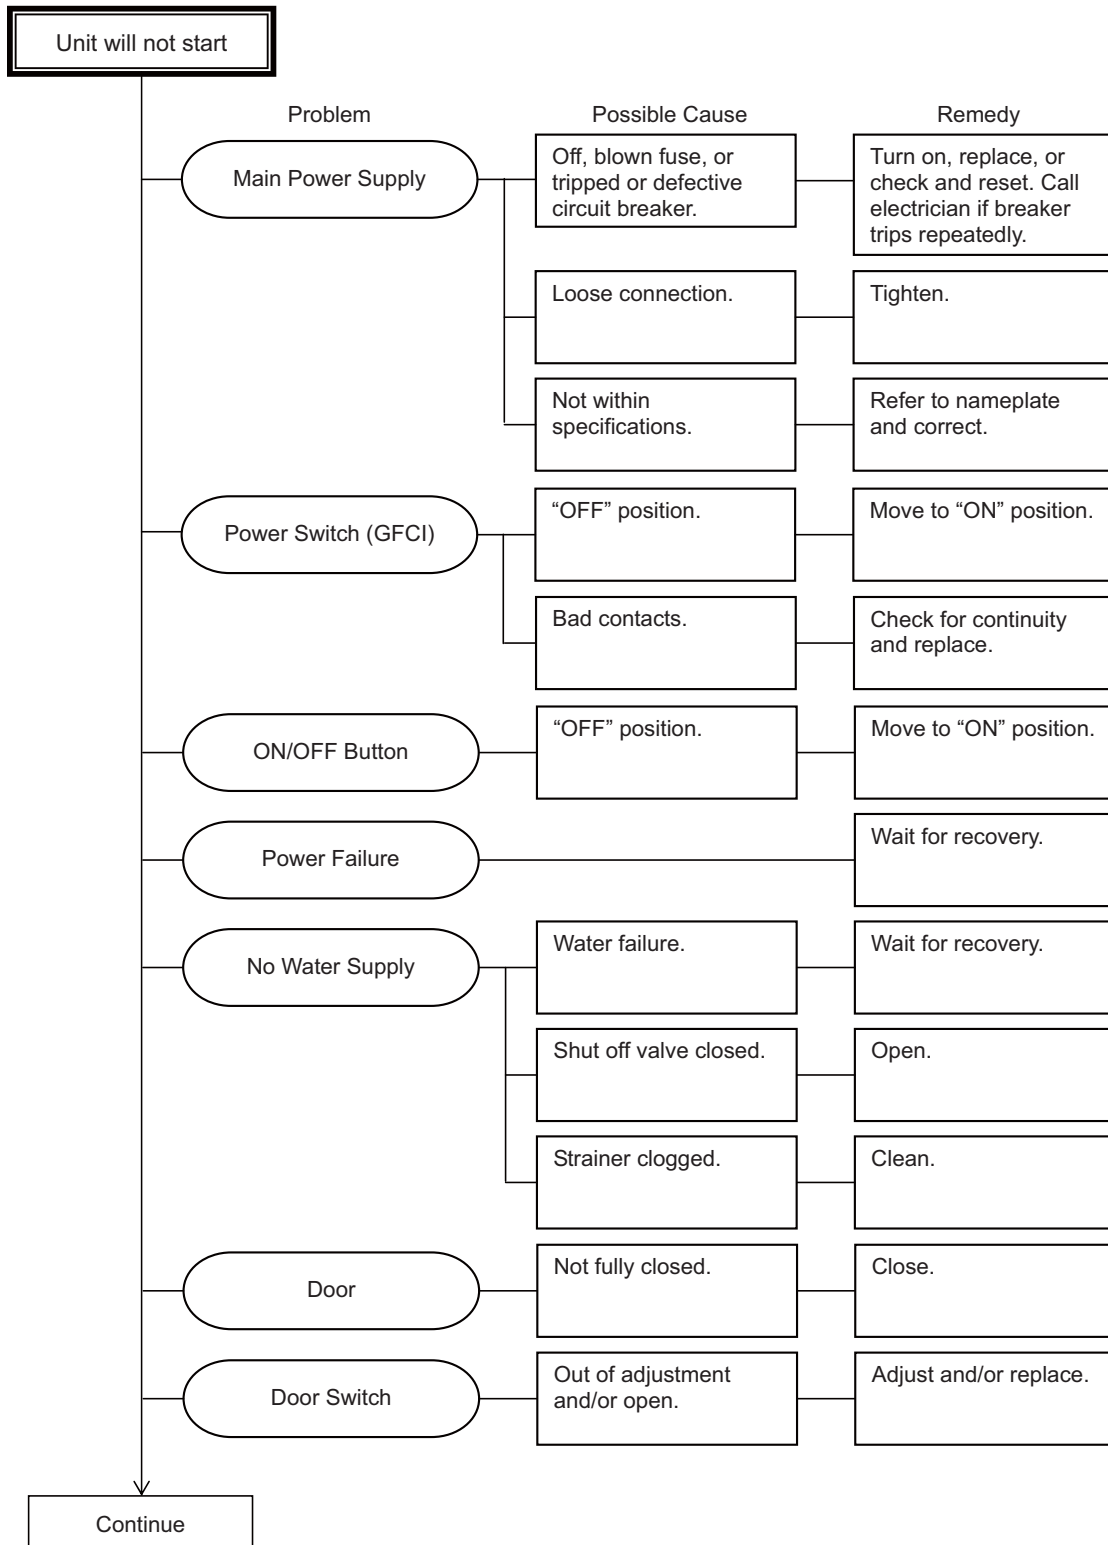 Unit will not start
Problem
Possible Cause
Remedy
Main Power Supply
Off, blown fuse, or
tripped or defective
circuit breaker.
Turn on, replace, or
check and reset. Call
electrician if breaker
trips repeatedly.
Loose connection.
Tighten.
Not within
specifications.
Refer to nameplate
and correct.
Power Switch (GFCI)
“OFF” position.
Move to “ON” position.
Bad contacts.
Check for continuity
and replace.
ON/OFF Button
“OFF” position.
Move to “ON” position.
Power Failure
Wait for recovery.
No Water Supply
Water failure.
Wait for recovery.
Shut off valve closed.
Open.
Strainer clogged.
Clean.
Door
Not fully closed.
Close.
Door Switch
Out of adjustment
and/or open.
Adjust and/or replace.
Continue